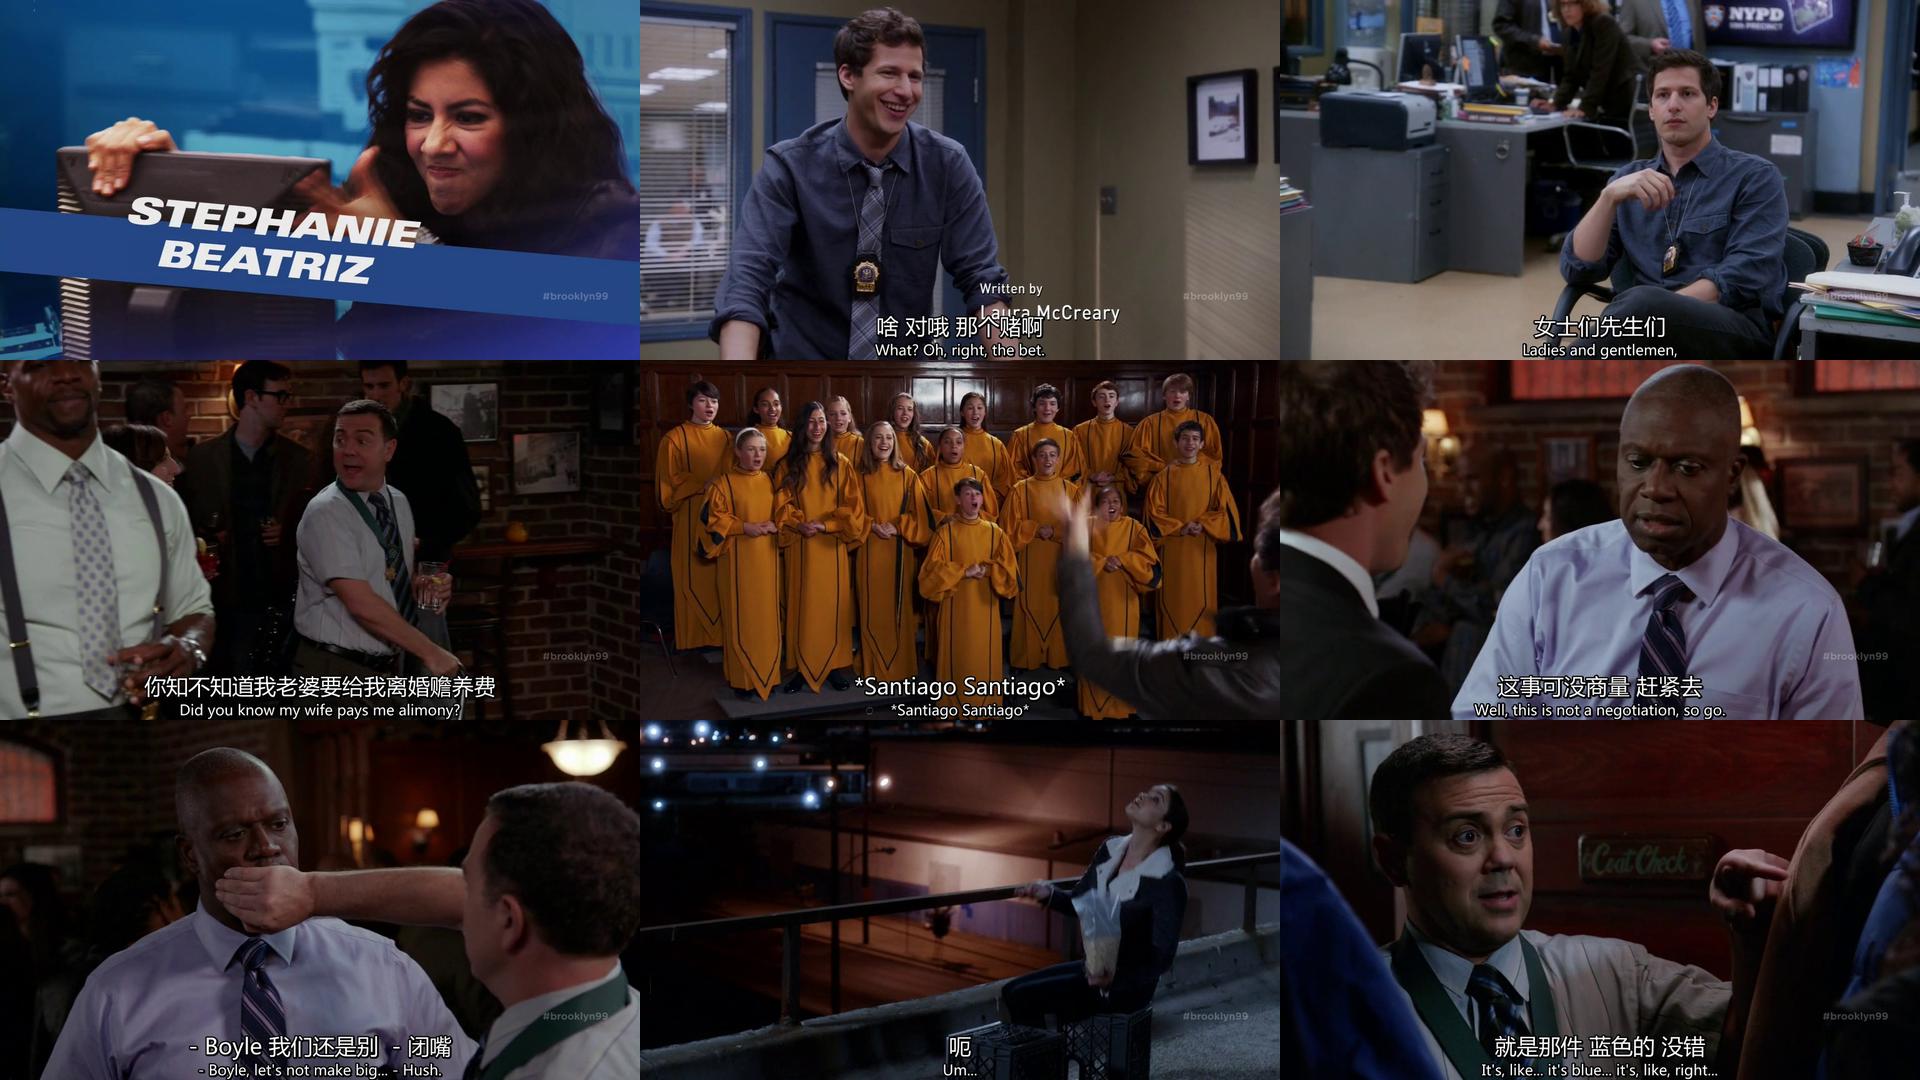 STEPHANIE
BEATRIZ
#brooklyn99
Written by
Laura McCreary
#brooklyn99
啥 对哦 那个赌啊
What? Oh, right, the bet.
NYPD
#brooklyn99
女士们先生们
Ladies and gentlemen,
#brooklyn99
你知不知道我老婆要给我离婚赡养费
Did you know my wife pays me alimony?
#brooklyn99
*Santiago Santiago*
*Santiago Santiago*
#brooklyn99
这事可没商量 赶紧去
Well, this is not a negotiation, so go.
#brooklyn99
- Boyle 我们还是别 - 闭嘴
- Boyle, let's not make big... - Hush.
#brooklyn99
呃
Um...
Coat Check
#brooklyn99
就是那件 蓝色的 没错
It's, like... it's blue... it's, like, right...